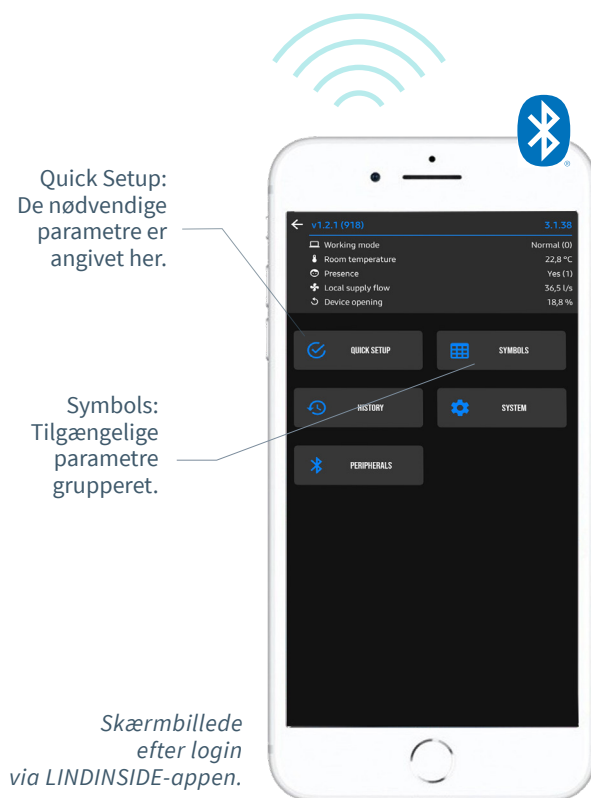 Quick Setup:
De nødvendige
parametre er
angivet her.
Symbols:
Tilgængelige
parametre
grupperet.
Skærmbillede
efter login
via LINDINSIDE-appen.
v1.2.1 (918) 3.1.38
Working mode Normal (0)
Room temperature 22,8 °C
Presence Yes (1)
Local supply flow 36,5 l/s
Device opening 18,8 %
QUICK SETUP SYMBOLS
HISTORY SYSTEM
PERIPHERALS
®